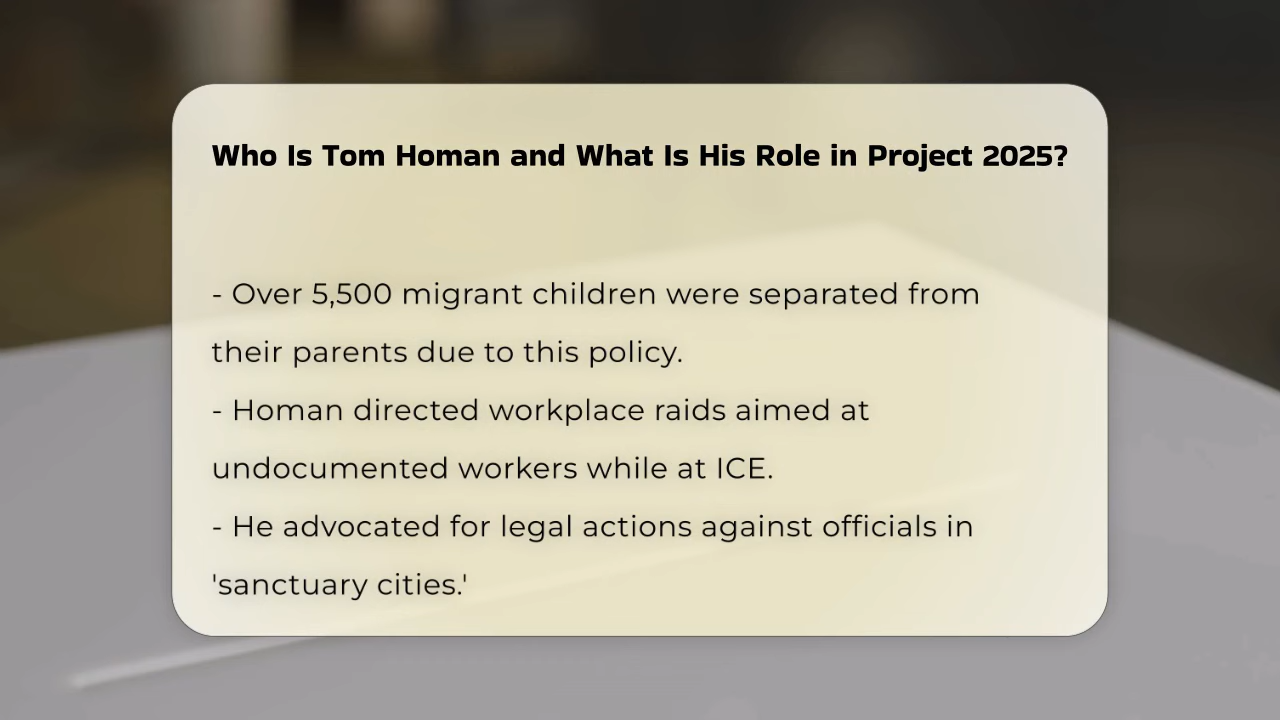 Who Is Tom Homan and What Is His Role in Project 2025?
- Over 5,500 migrant children were separated from
their parents due to this policy.
- Homan directed workplace raids aimed at
undocumented workers while at ICE.
- He advocated for legal actions against officials in
'sanctuary cities.'